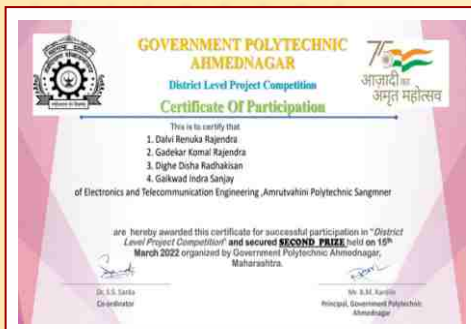 GOVERNMENT POLYTECHNIC
AHMEDNAGAR
75
आज़ादी का
अमृत महोत्सव
District Level Project Competition
Certificate Of Participation
This is to certify that
1. Dalvi Renuka Rajendra
2. Gadekar Komal Rajendra
3. Dighe Disha Radhakisan
4. Gaikwad Indra Sanjay
of Electronics and Telecommunication Engineering ,Amrutvahini Polytechnic Sangmner
are hereby awarded this certificate for successful participation in "District
Level Project Competition" and secured SECOND PRIZE held on 15th
March 2022 organized by Government Polytechnic Ahmednagar,
Maharashtra.
Co-ordinator
Principal, Government Polytechnic
Ahmednagar